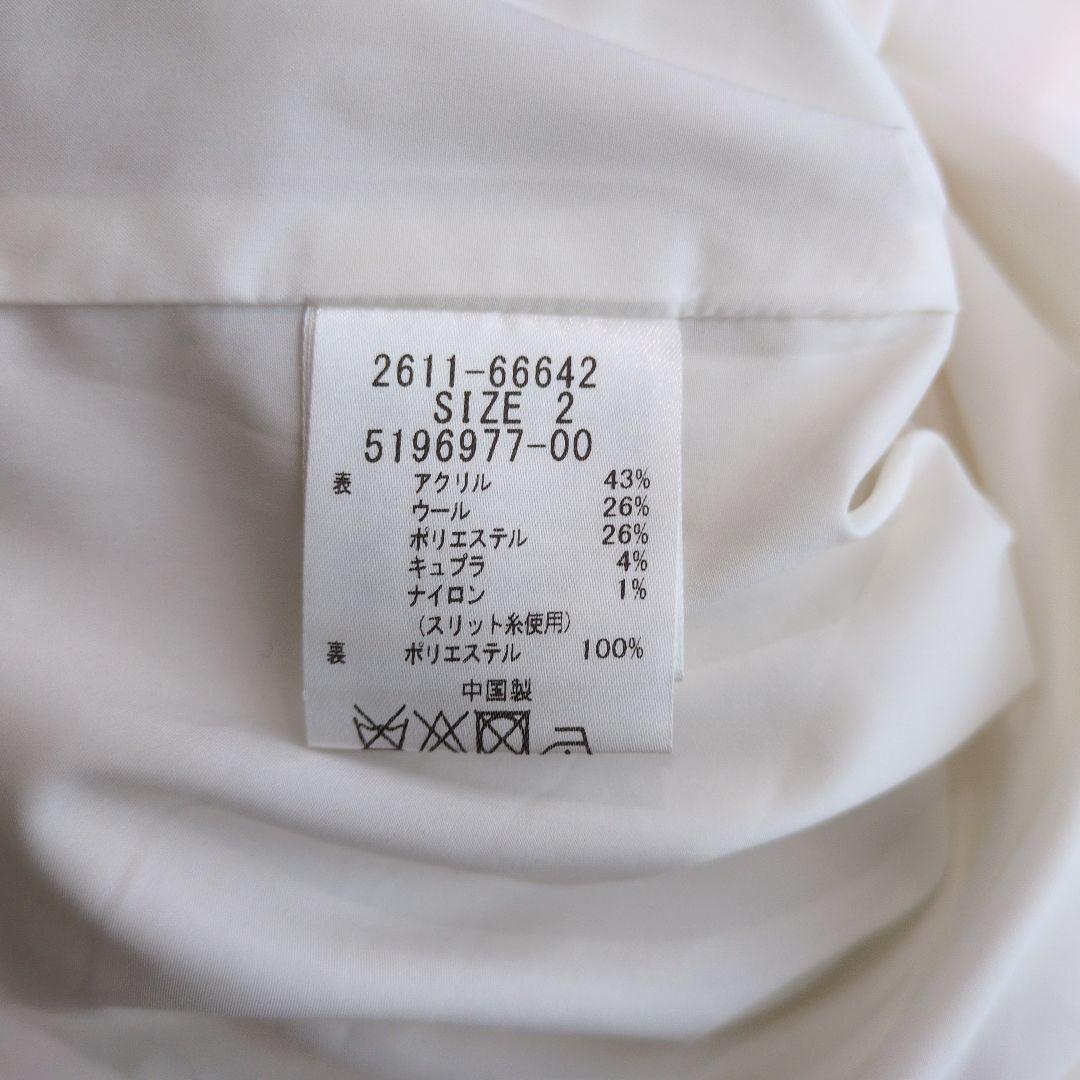 2611-66642
SIZE 2
5196977-00
表 アクリル 43%
ウール 26%
ポリエステル 26%
キュプラ 4%
ナイロン 1%
(スリット糸使用)
裏 ポリエステル 100%
中国製